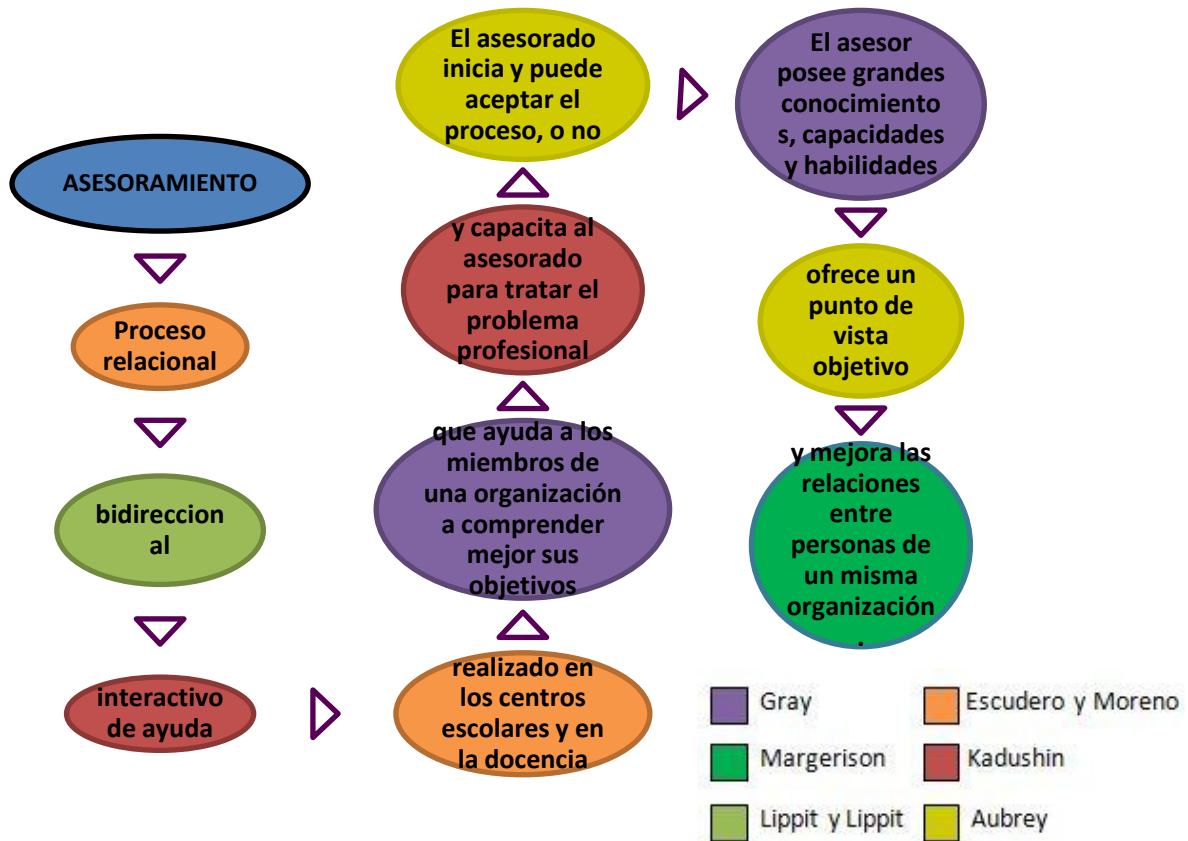 ASESORAMIENTO
Proceso
relacional
bidireccion
al
interactivo
de ayuda
realizado en
los centros
escolares y en
la docencia
que ayuda a los
miembros de
una organización
a comprender
mejor sus
objetivos
y capacita al
asesorado
para tratar el
problema
profesional
El asesorado
inicia y puede
aceptar el
proceso, o no
El asesor
posee grandes
conocimiento
s, capacidades
y habilidades
ofrece un
punto de
vista
objetivo
y mejora las
relaciones
entre
personas de
un misma
organización
.
Gray
Escudero y Moreno
Margerison
Kadushin
Lippit y Lippit
Aubrey